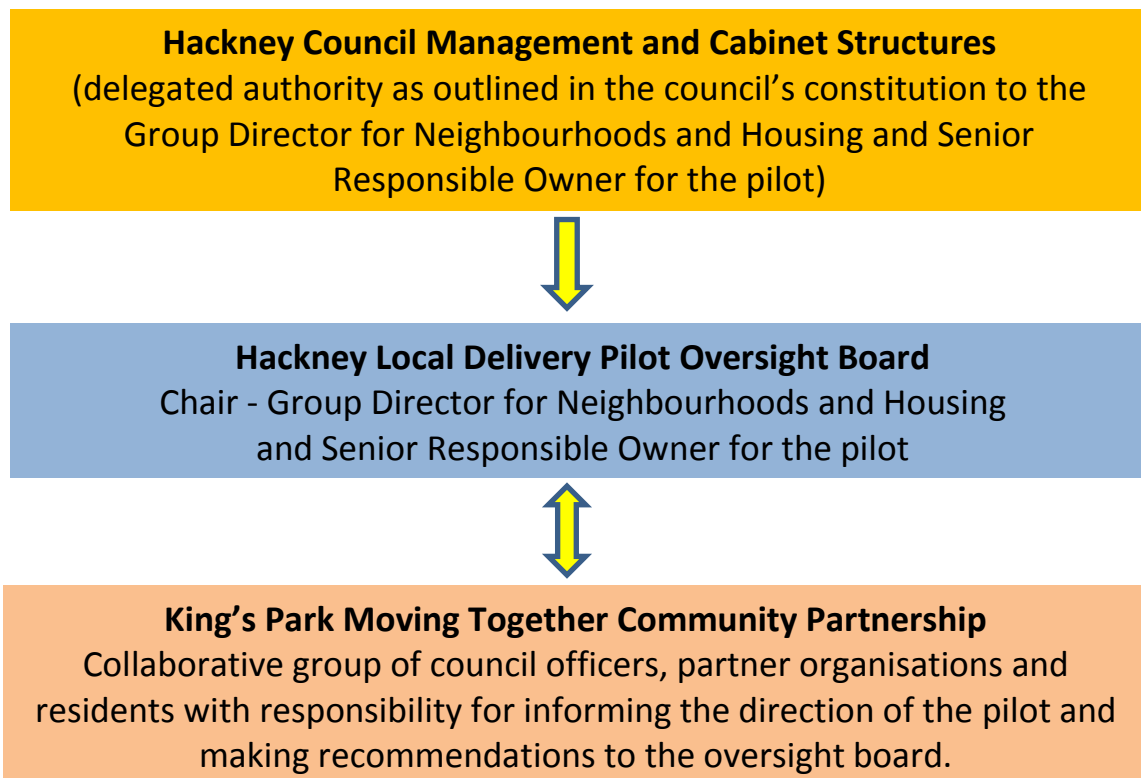 Hackney Council Management and Cabinet Structures
(delegated authority as outlined in the council’s constitution to the
Group Director for Neighbourhoods and Housing and Senior
Responsible Owner for the pilot)
Hackney Local Delivery Pilot Oversight Board
Chair - Group Director for Neighbourhoods and Housing
and Senior Responsible Owner for the pilot
King’s Park Moving Together Community Partnership
Collaborative group of council officers, partner organisations and
residents with responsibility for informing the direction of the pilot and
making recommendations to the oversight board.